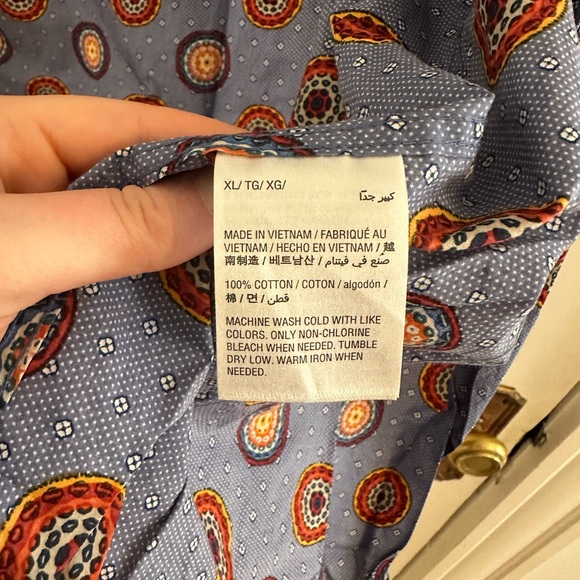 XL/ TG/ XG/
كبير جدًا
MADE IN VIETNAM / FABRIQUÉ AU
VIETNAM / HECHO EN VIETNAM / 越
南制造 / 베트남산 / صُنع في فيتنام
100% COTTON / COTON / algodón /
棉 / 면 / قطن
MACHINE WASH COLD WITH LIKE
COLORS. ONLY NON-CHLORINE
BLEACH WHEN NEEDED. TUMBLE
DRY LOW. WARM IRON WHEN
NEEDED.